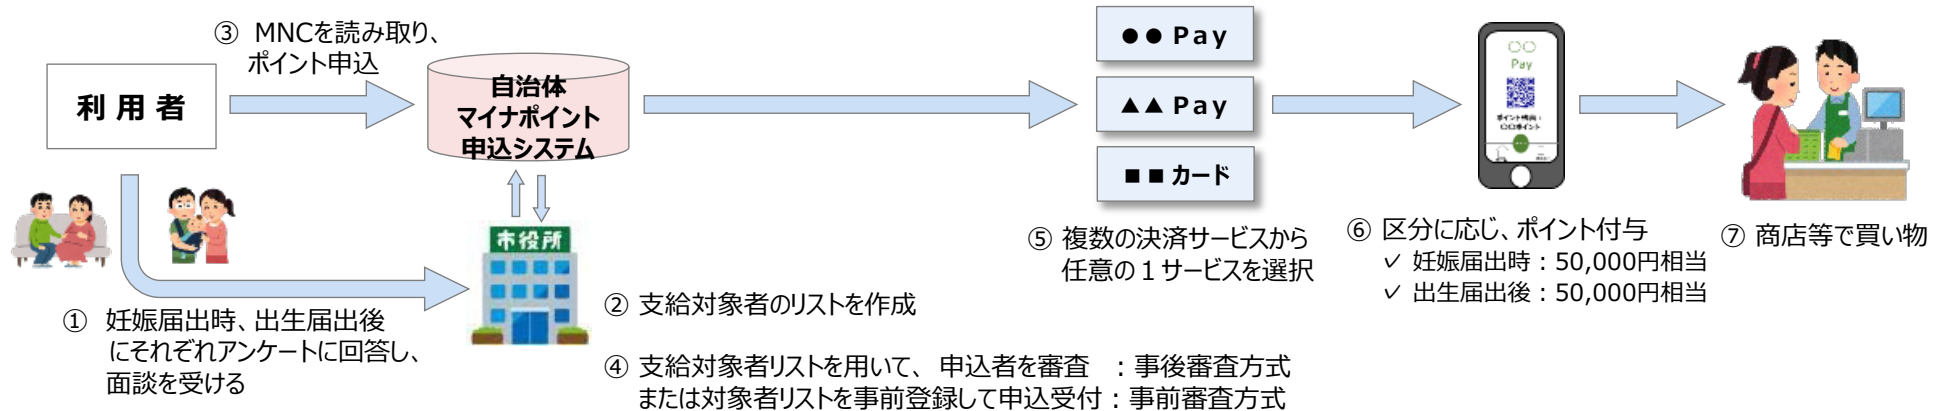 ③ MNCを読み取り、
ポイント申込
利用者
自治体
マイナポイント
申込システム
●● Pay
▲▲ Pay
■■カード
○○
Pay
市役所
① 妊娠届出時、出生届出後
にそれぞれアンケートに回答し、
面談を受ける
② 支給対象者のリストを作成
④ 支給対象者リストを用いて、申込者を審査 ：事後審査方式
または対象者リストを事前登録して申込受付：事前審査方式
⑤ 複数の決済サービスから
任意の１サービスを選択
⑥ 区分に応じ、ポイント付与
✓ 妊娠届出時：50,000円相当
✓ 出生届出後：50,000円相当
⑦ 商店等で買い物